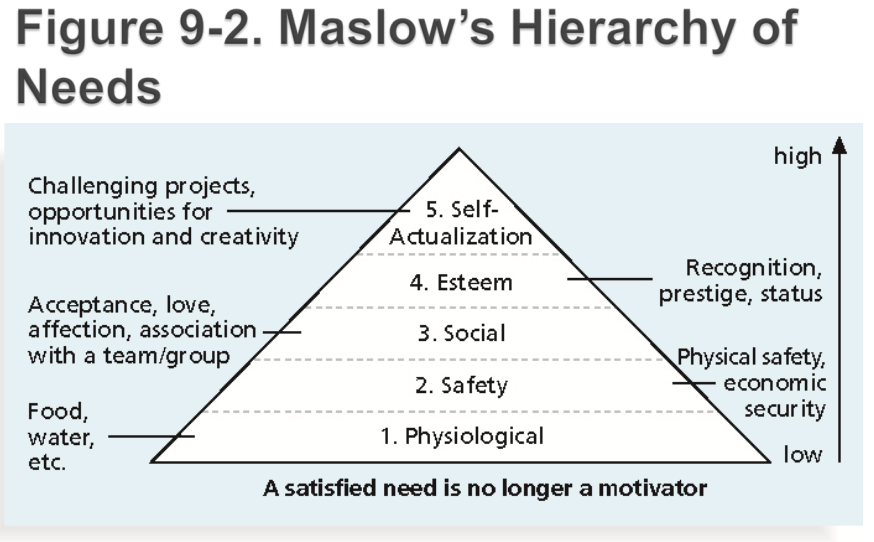 Figure 9-2. Maslow's Hierarchy of
Needs
high
Challenging projects,
opportunities for
innovation and creativity
5. Self-
Actualization
Recognition,
prestige, status
4. Esteem
Acceptance, love,
affection, association
with a team/group
3. Social
Physical safety,
economic
security
2. Safety
Food,
water,
etc.
1. Physiological
low
A satisfied need is no longer a motivator